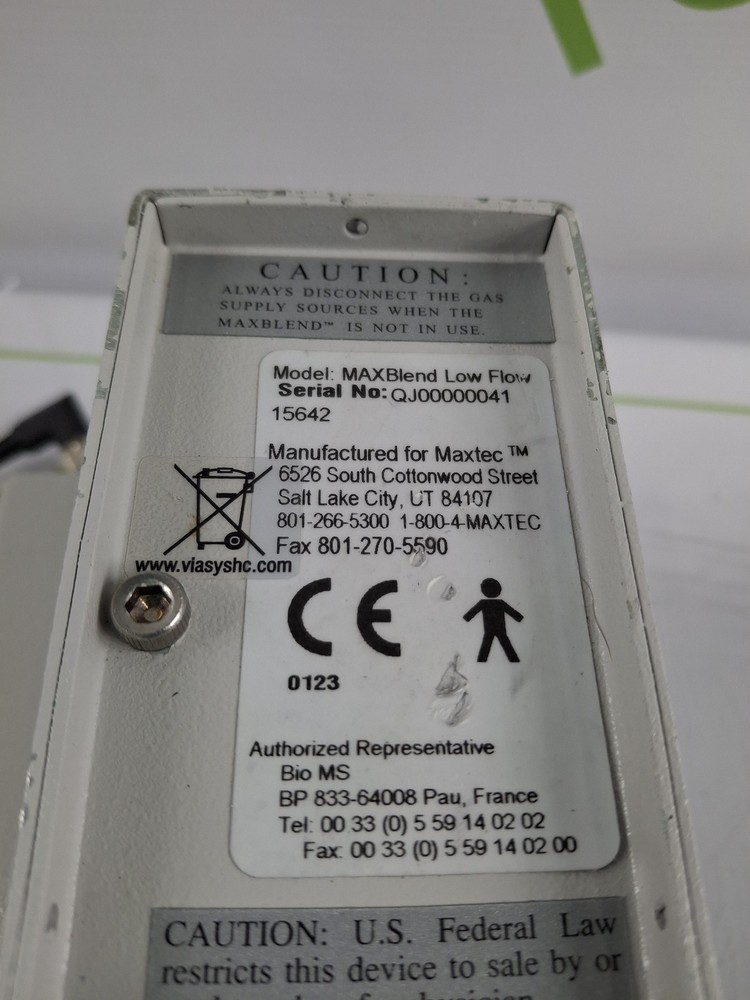 CAUTION:
ALWAYS DISCONNECT THE GAS
SUPPLY SOURCES WHEN THE
MAXBLEND™ IS NOT IN USE.
Model: MAXBlend Low Flow
Serial No: QJ00000041
15642
Manufactured for Maxtec™
6526 South Cottonwood Street
Salt Lake City, UT 84107
801-266-5300 1-800-4-MAXTEC
Fax 801-270-5590
www.viasyshc.com
CE
0123
Authorized Representative
Bio MS
BP 833-64008 Pau, France
Tel: 00 33 (0) 5 59 14 02 02
Fax: 00 33 (0) 5 59 14 02 00
CAUTION: U.S. Federal Law
restricts this device to sale by or